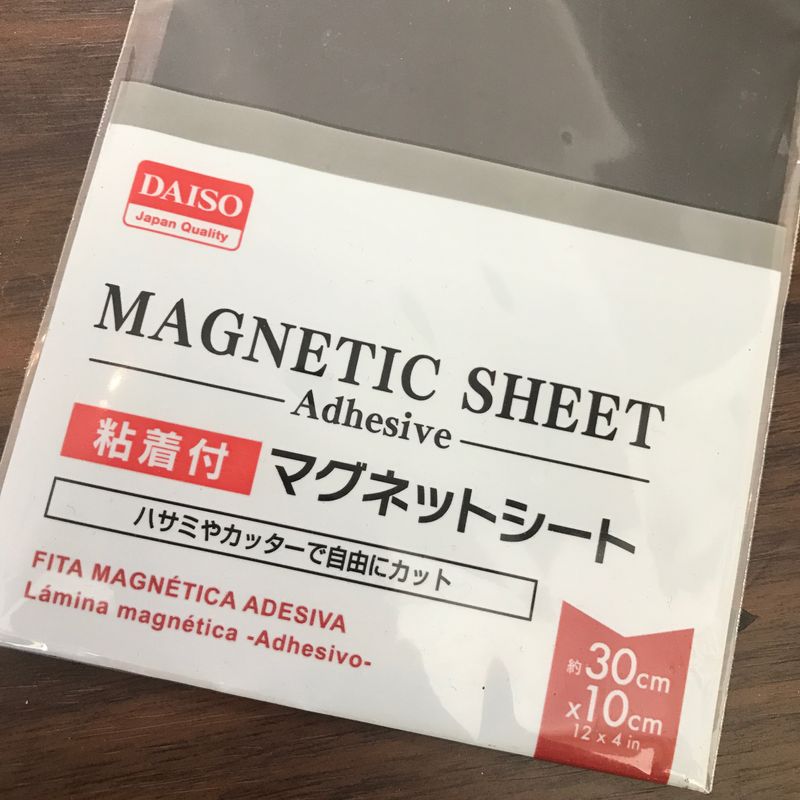 DAISO
Japan Quality
MAGNETIC SHEET
Adhesive
粘着付 マグネットシート
ハサミやカッターで自由にカット
FITA MAGNÉTICA ADESIVA
Lámina magnética -Adhesivo-
約30cm
x10cm
12 x 4 in